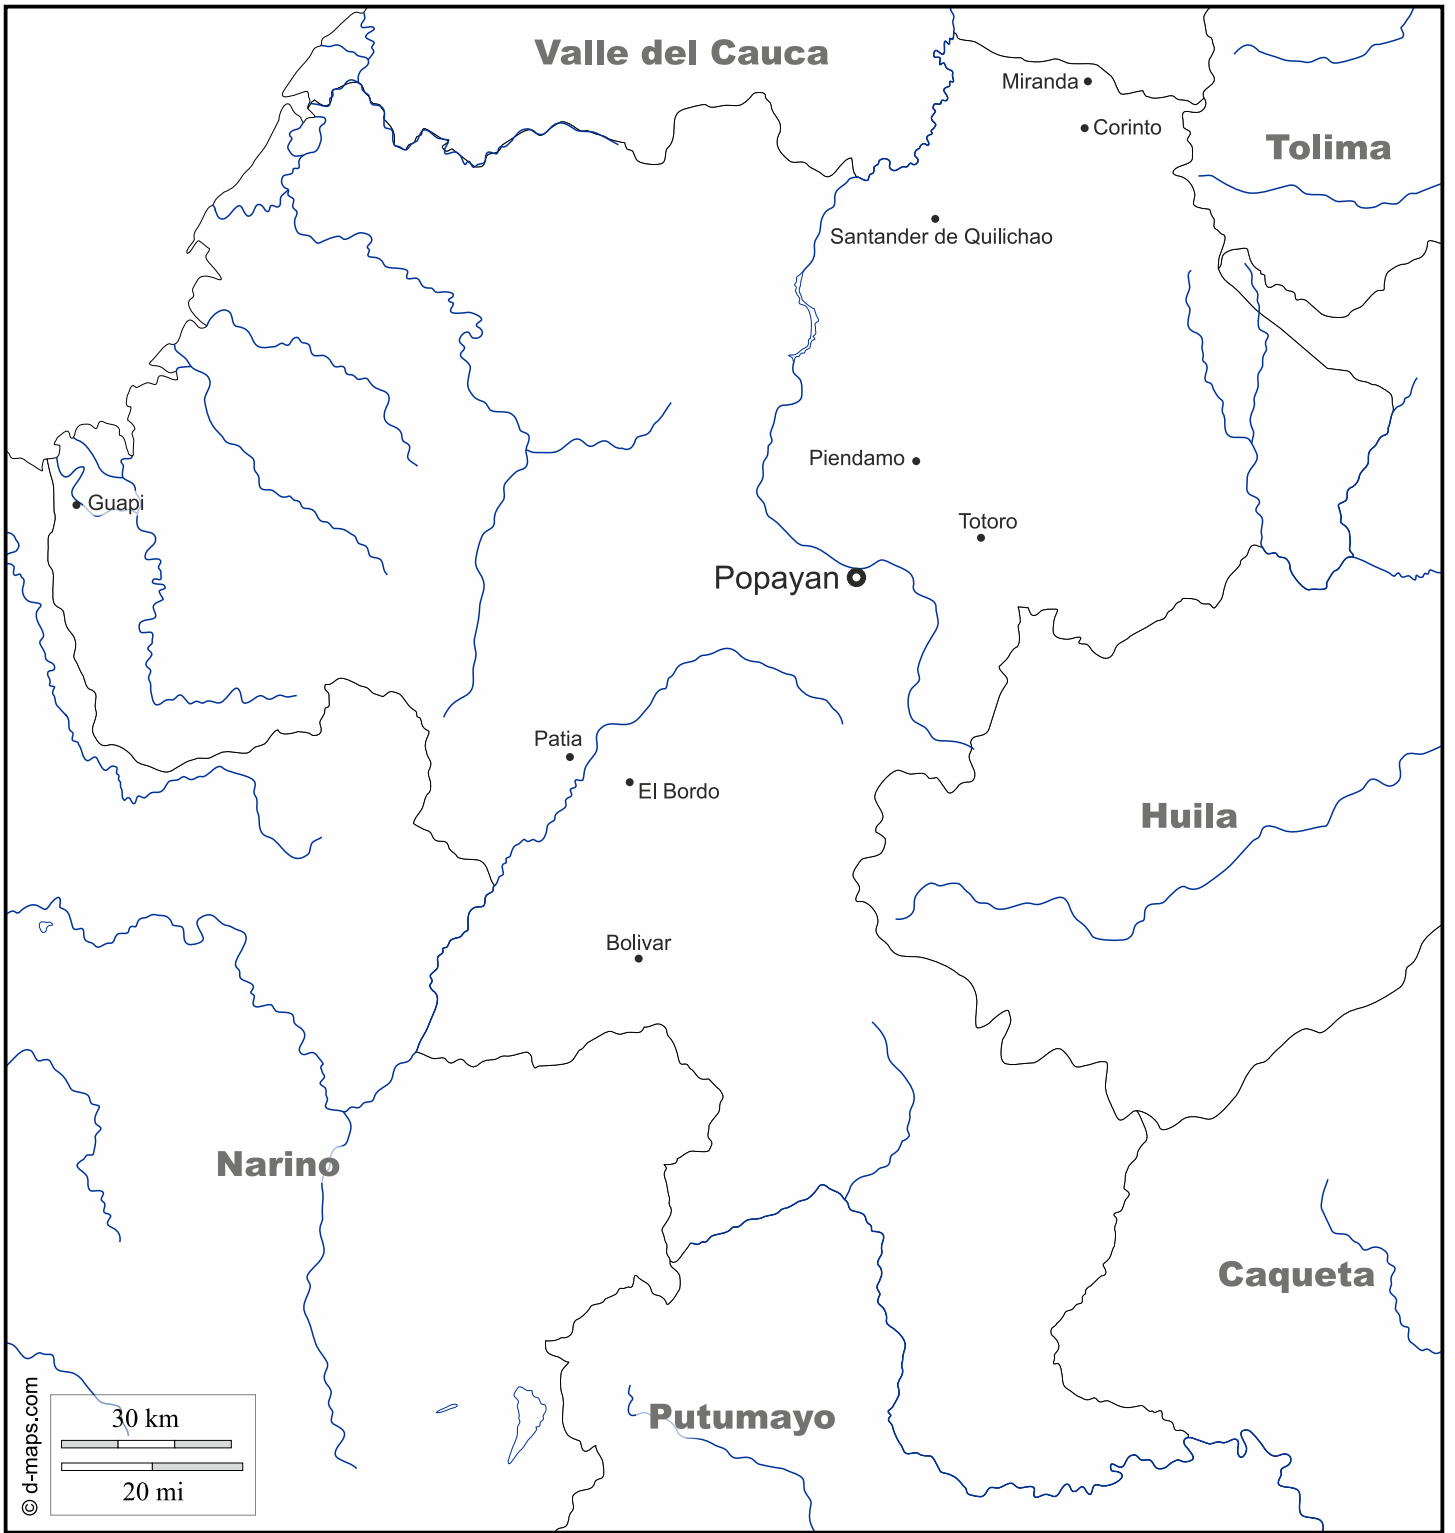 Valle del Cauca
Miranda
Corinto
Tolima
Santander de Quilichao
Piendamo
Guapi
Totoro
Popayan
Patia
El Bordo
Huila
Bolivar
Narino
Caqueta
Putumayo
30 km
20 mi
© d-maps.com